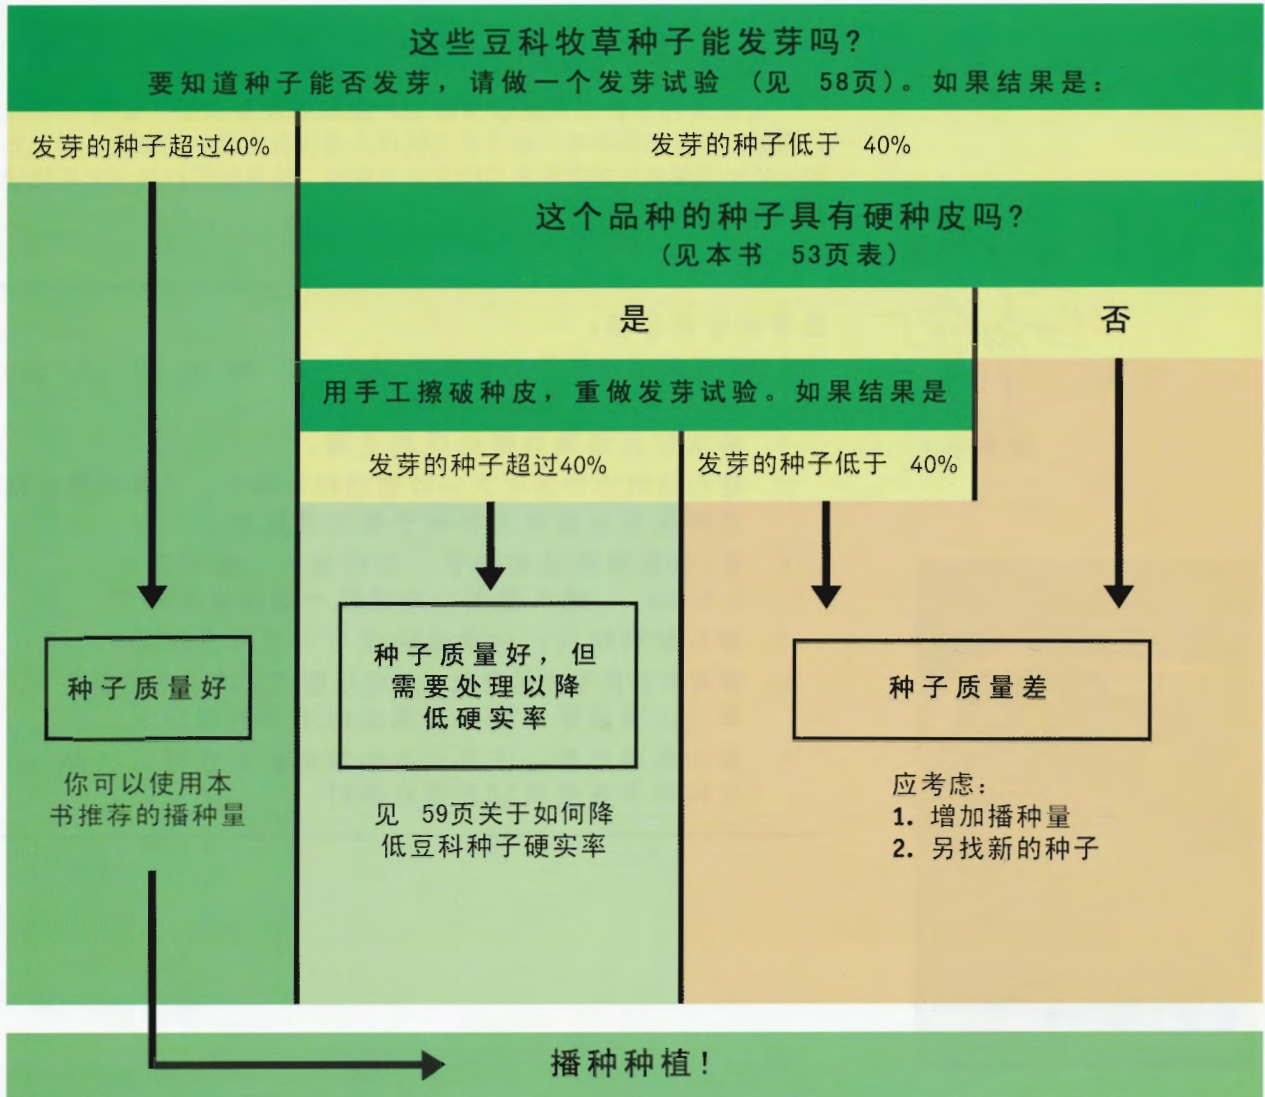 这些豆科牧草种子能发芽吗？
要知道种子能否发芽，请做一个发芽试验 （见 58页）。如果结果是：
发芽的种子超过40%
发芽的种子低于 40%
这个品种的种子具有硬种皮吗？
（见本书 53页表）
是
否
用手工擦破种皮，重做发芽试验。如果结果是
发芽的种子超过40%
发芽的种子低于 40%
种子质量好
种子质量好，但
需要处理以降
低硬实率
种子质量差
你可以使用本
书推荐的播种量
见 59页关于如何降
低豆科种子硬实率
应考虑：
1. 增加播种量
2. 另找新的种子
播种种植！